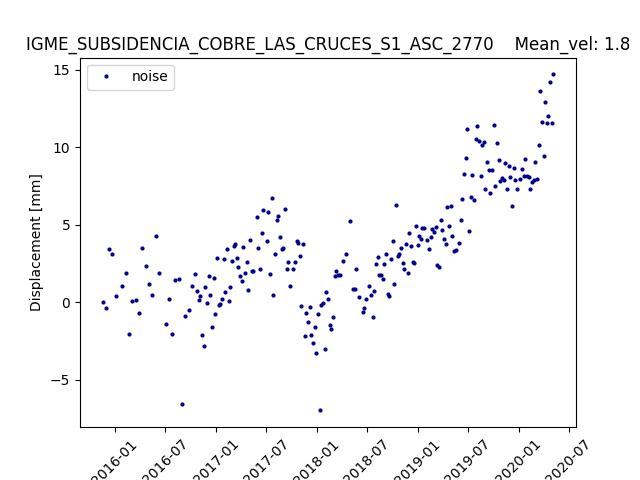 IGME_SUBSIDENCIA_COBRE_LAS_CRUCES_S1_ASC_2770 Mean_vel: 1.8
noise
Displacement [mm]
15
10
5
0
−5
2016-01 2016-07 2017-01 2017-07 2018-01 2018-07 2019-01 2019-07 2020-01 2020-07